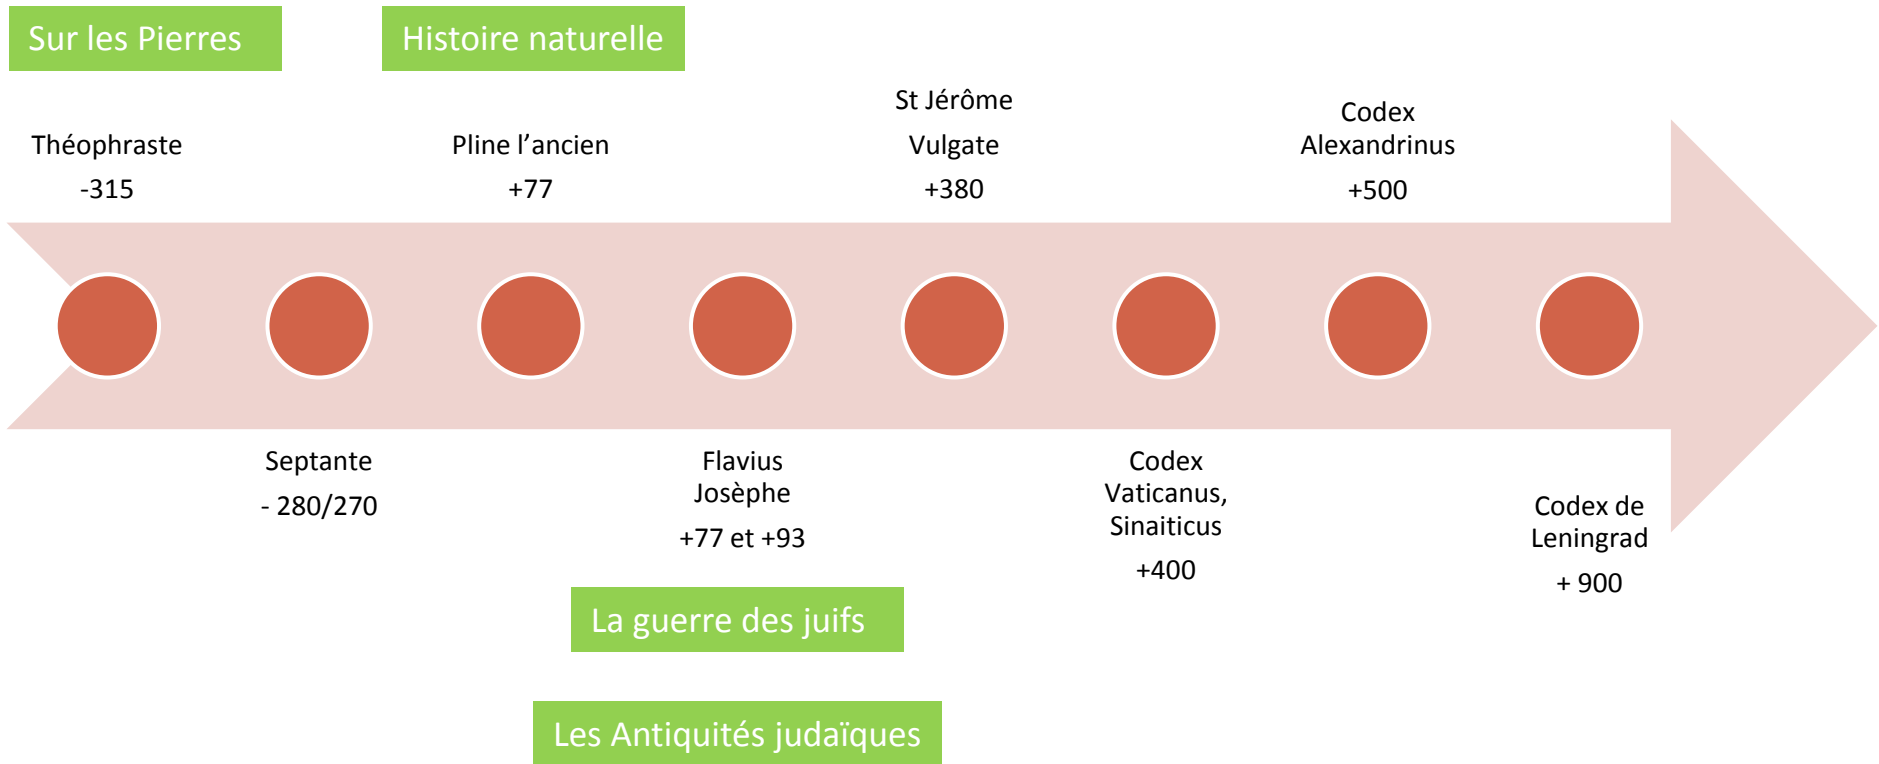 Sur les Pierres
Histoire naturelle
Théophraste
-315
Pline l’ancien
+77
St Jérôme
Vulgate
+380
Codex
Alexandrinus
+500
Septante
- 280/270
Flavius
Josèphe
+77 et +93
Codex
Vaticanus,
Sinaiticus
+400
Codex de
Leningrad
+ 900
La guerre des juifs
Les Antiquités judaïques